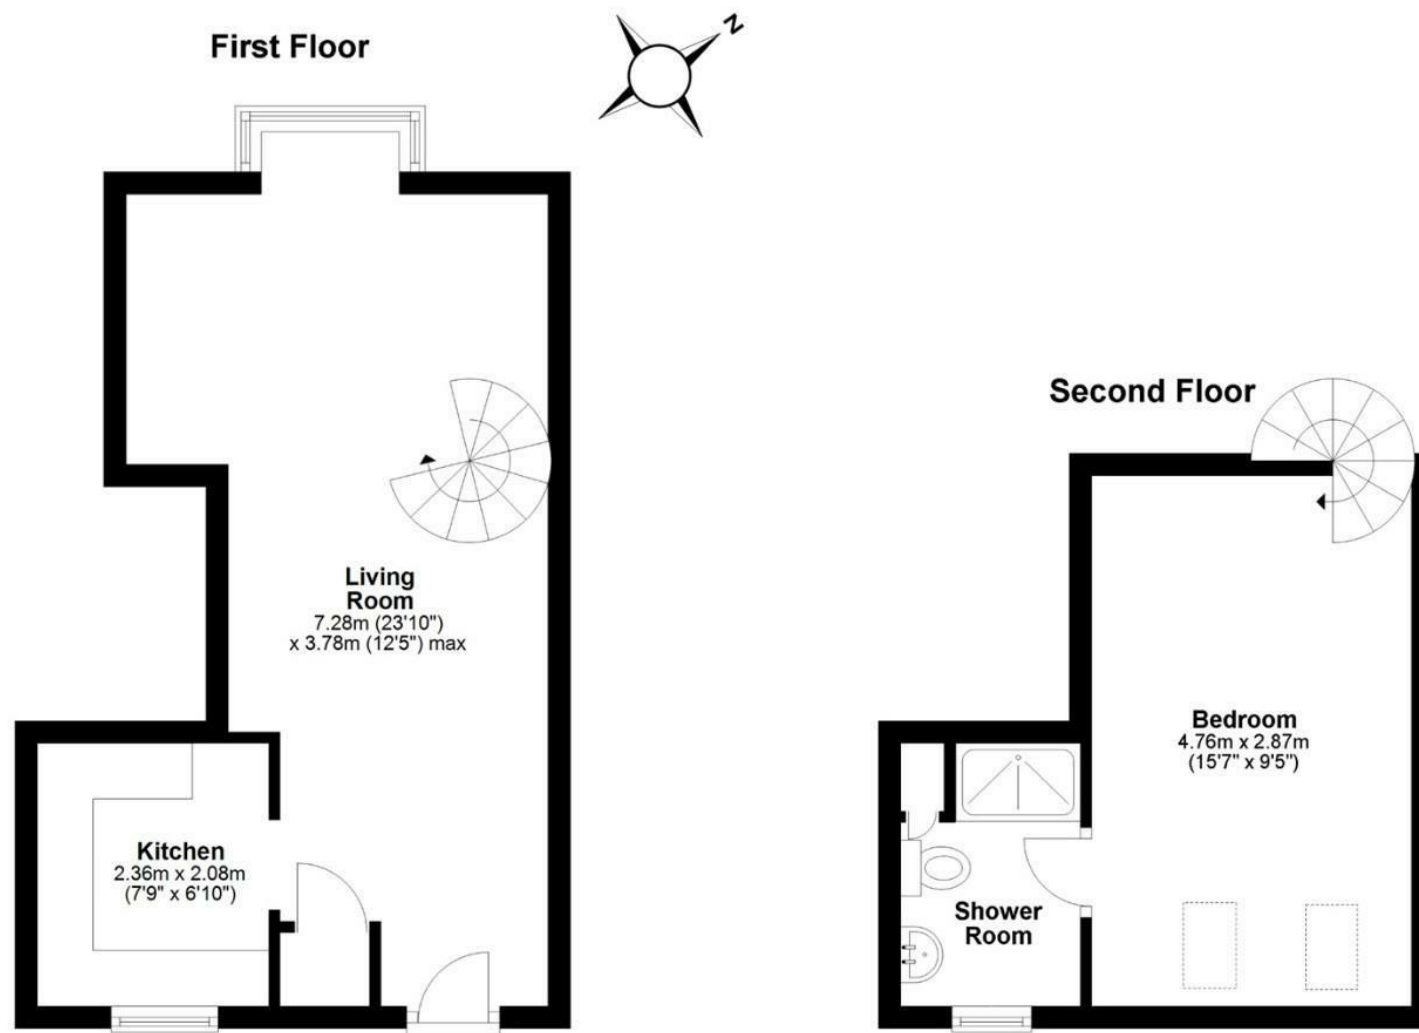 First Floor
N
Second Floor
Living
Room
7.28m (23'10")
x 3.78m (12'5") max
Bedroom
4.76m x 2.87m
(15'7" x 9'5")
Kitchen
2.36m x 2.08m
(7'9" x 6'10")
Shower
Room